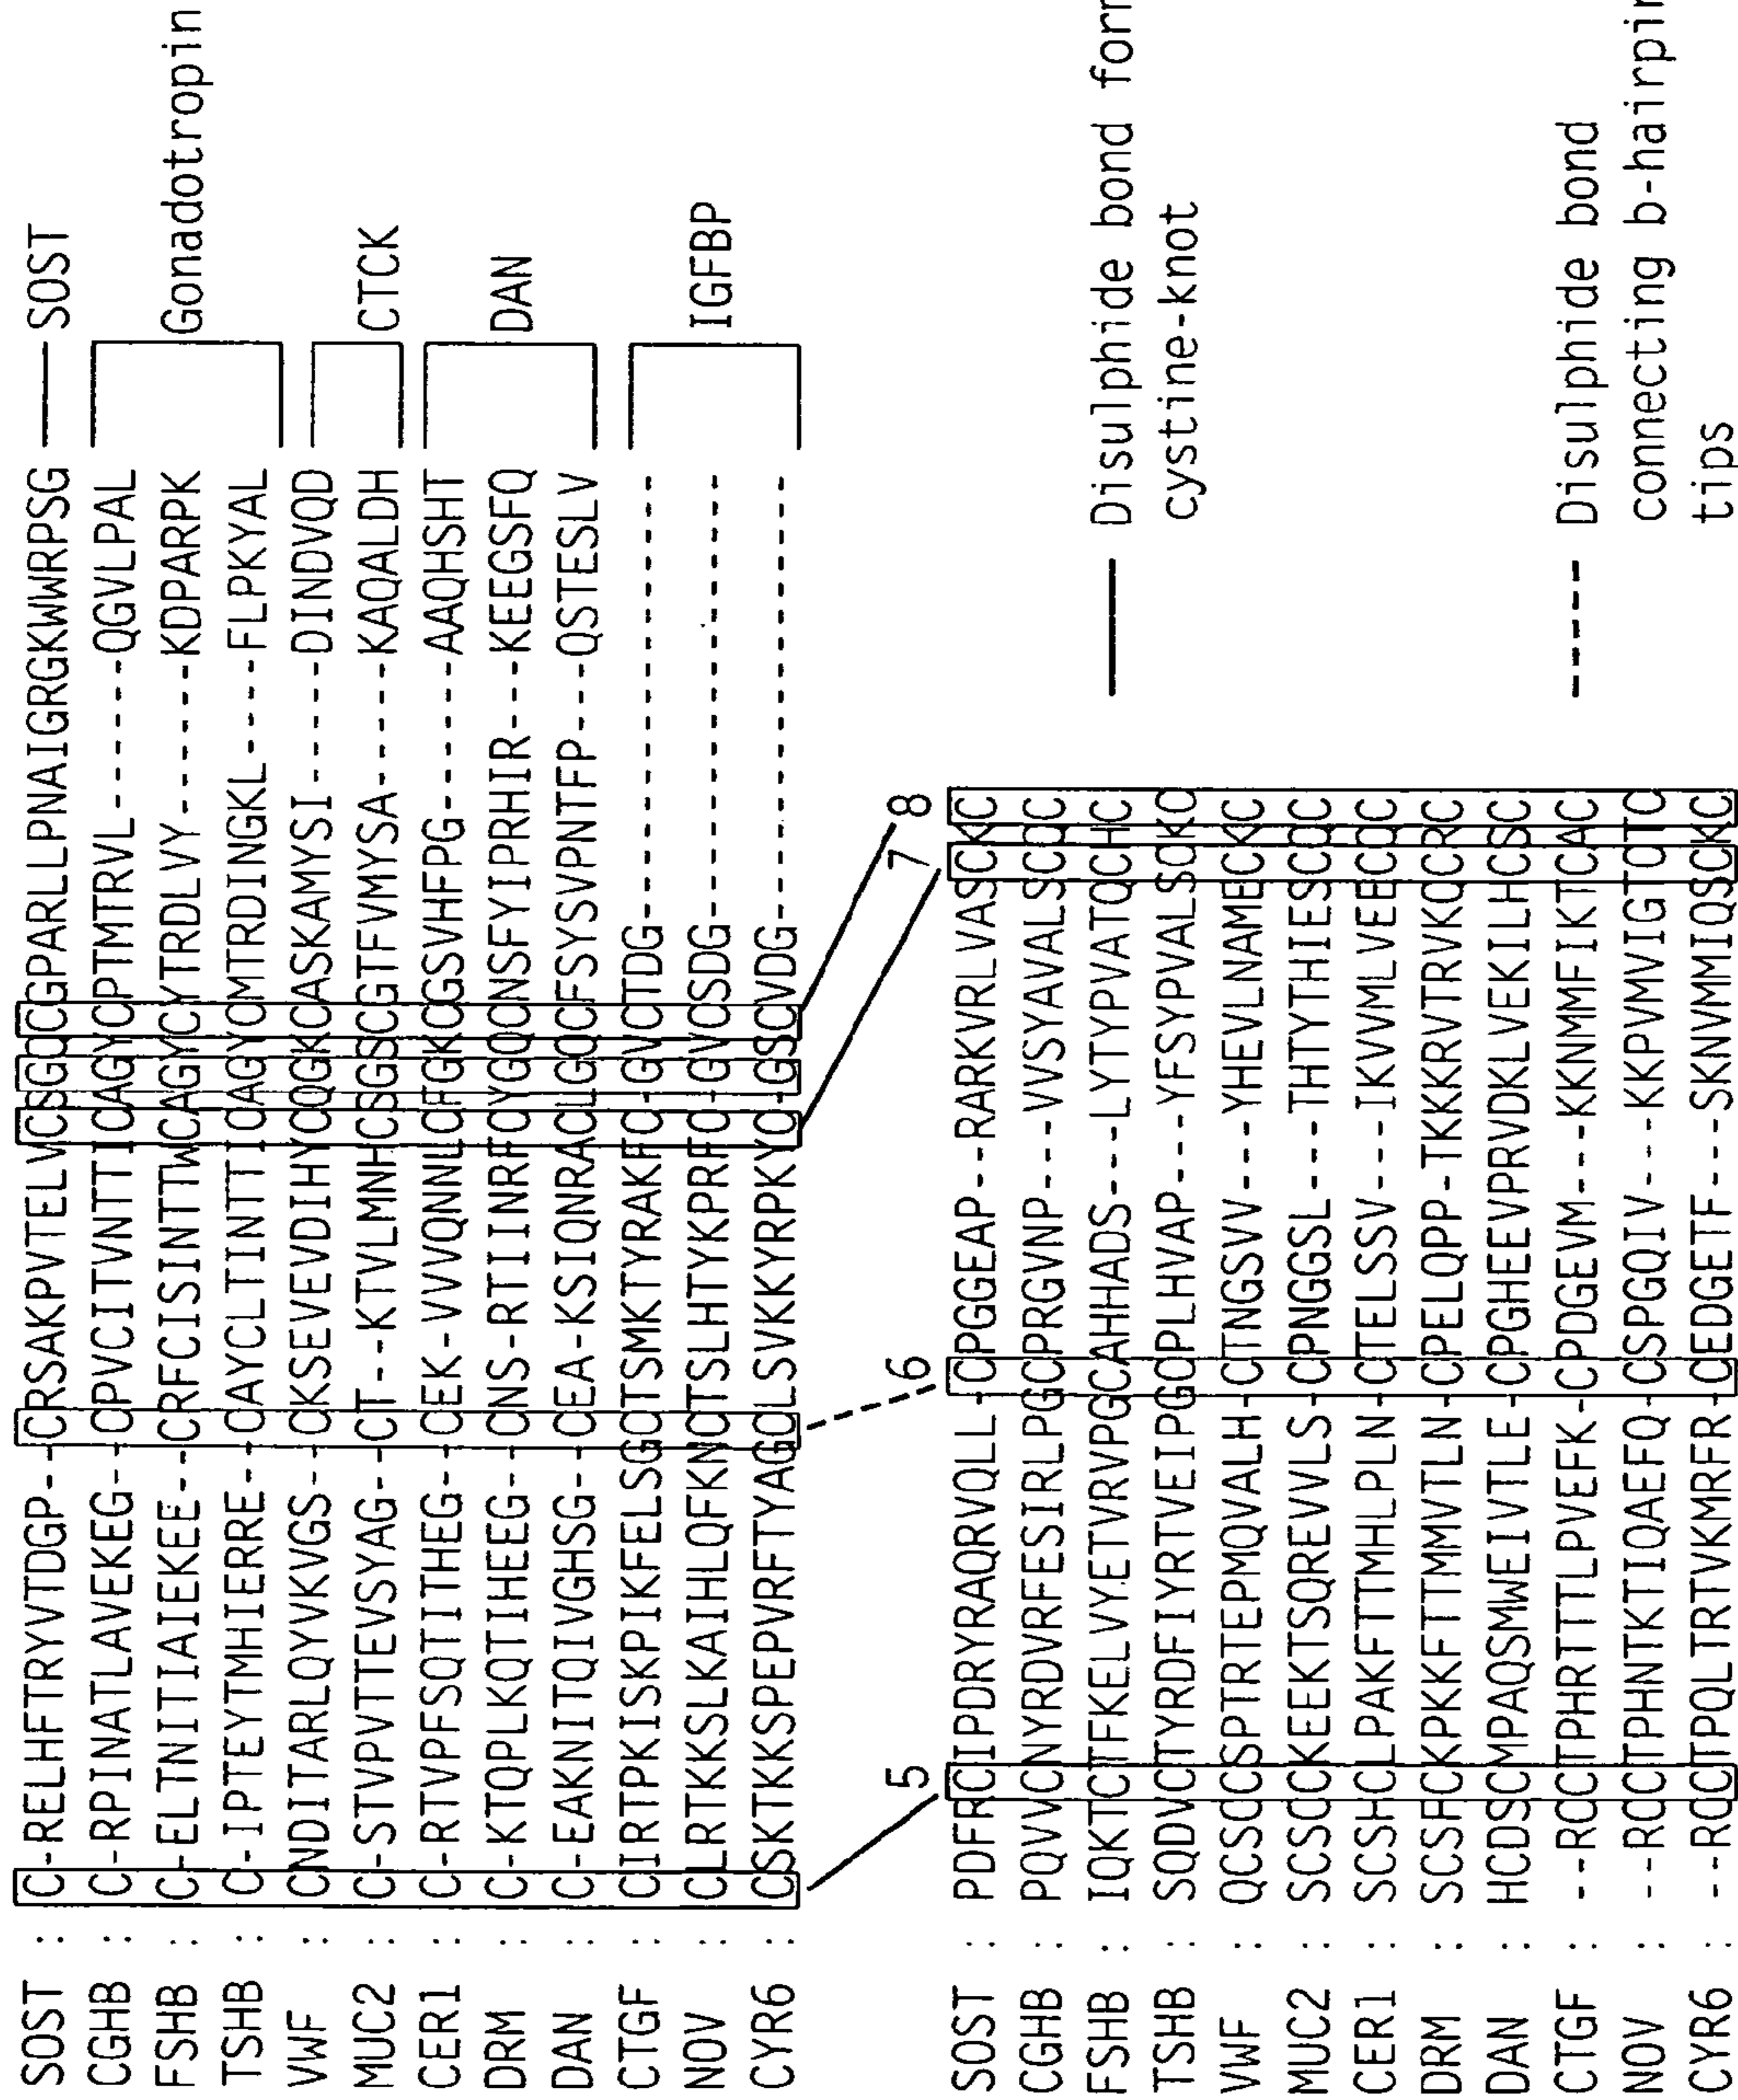 SOST : C-RELHFTRYVTDGP--CRSAKPVTELVCSGQCGPARLLPNAIGRGKWWRPSG SOST
CGHB : C-RPINATLAVEKEG--CPVCITVNTTICAGYCPTMTRVL------QGVLPAL
FSHB : C-ELTNITIAIEKEE--CRFCISINTTWCAGYCYTRDLVY------KDPARPK Gonadotropin
TSHB : C-IPTEYTMHIERRE--CAYCLTINTTICAGYCMTRDINGKL----FLPKYAL
VWF : CNDITARLQYVKVGS--CKSEVEVDIHYCQGKCASKAMYSI-----DINDVQD
MUC2 : C-STVPVTTEVSYAG--CT--KTVLMNHCSGSCGTFVMYSA-----KAQALDH CTCK
CER1 : C-RTVPFSQTITHEG--CEK-VVVQNNLCFGKCGSVHFPG------AAQHSHT
DRM : C-KTQPLKQTIHEEG--CNS-RTIINRFCYGQCNSFYIPRHIR---KEEGSFQ DAN
DAN : C-EAKNITQIVGHSG--CEA-KSIQNRACLGQCFSYSVPNTFP---QSTESLV
CTGF : CIRTPKISKPIKFELSGCTSMKTYRAKFC-GVCTDG-----------------
NOV : CLRTKKSLKAIHLQFKNCTSLHTYKPRFC-GVCSDG----------------- IGFBP
CYR6 : CSKTKKSPEPVRFTYAGCLSVKKYRPKYC-GSCVDG-----------------
5 6 7 8
SOST : PDFRCIPDRYRAQRVQLL-CPGGEAP---RARKVRLVASCKC
CGHB : PQVVCNYRDVRFESIRLPGCPRGVNP----VVSYAVALSCQC
FSHB : IQKTCTFKELVYETVRVPGCAHHADS----LYTYPVATQCHC
TSHB : SQDVCTYRDFIYRTVEIPGCPLHVAP----YFSYPVALSCKC
VWF : QCSCCSPTRTEPMQVALH-CTNGSVV----YHEVLNAMECKC
MUC2 : SCSCCKEEKTSQREVVLS-CPNGGSL----THTYTHIESCQC
CER1 : SCSHCLPAKFTTMHLPLN-CTELSSV----IKVVMLVEECQC
DRM : SCSFCKPKKFTTMMVTLN-CPELQPP-TKKKRVTRVKQCRC
DAN : HCDSCMPAQSMWEIVTLE-CPGHEEVPRVDKLVEKILHCSC
CTGF : --RCCTPHRTTTLPVEFK-CPDGEVM----KKNMMFIKTCAC
NOV : --RCCTPHNTKTIQAEFQ-CSPGQIV----KKPVMVIGTCTC
CYR6 : --RCCTPQLTRTVKMRFR-CEDGETF----SKNVMMIQSCKC
Disulphide bond
cystine-knot
Disulphide bond
connecting b-hairpin
tips